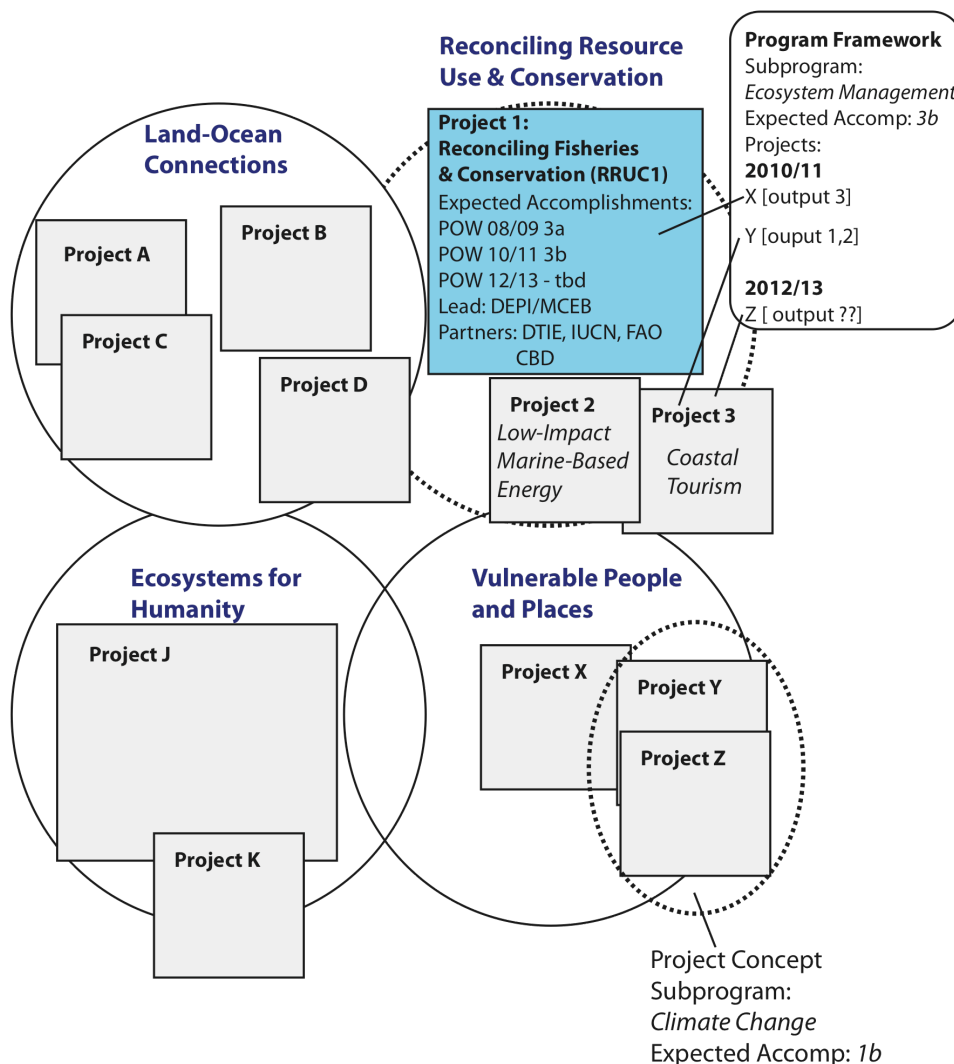 Reconciling Resource
Use & Conservation
Program Framework
Subprogram:
Ecosystem Management
Expected Accomp: 3b
Projects:
2010/11
X [output 3]
Y [ouput 1,2]
2012/13
Z [ output ??]
Land-Ocean
Connections
Project A
Project B
Project C
Project D
Project 1:
Reconciling Fisheries
& Conservation (RRUC1)
Expected Accomplishments:
POW 08/09 3a
POW 10/11 3b
POW 12/13 - tbd
Lead: DEPI/MCEB
Partners: DTIE, IUCN, FAO
CBD
Project 2
Low-Impact
Marine-Based
Energy
Project 3
Coastal
Tourism
Ecosystems for
Humanity
Project J
Project K
Vulnerable People
and Places
Project X
Project Y
Project Z
Project Concept
Subprogram:
Climate Change
Expected Accomp: 1b